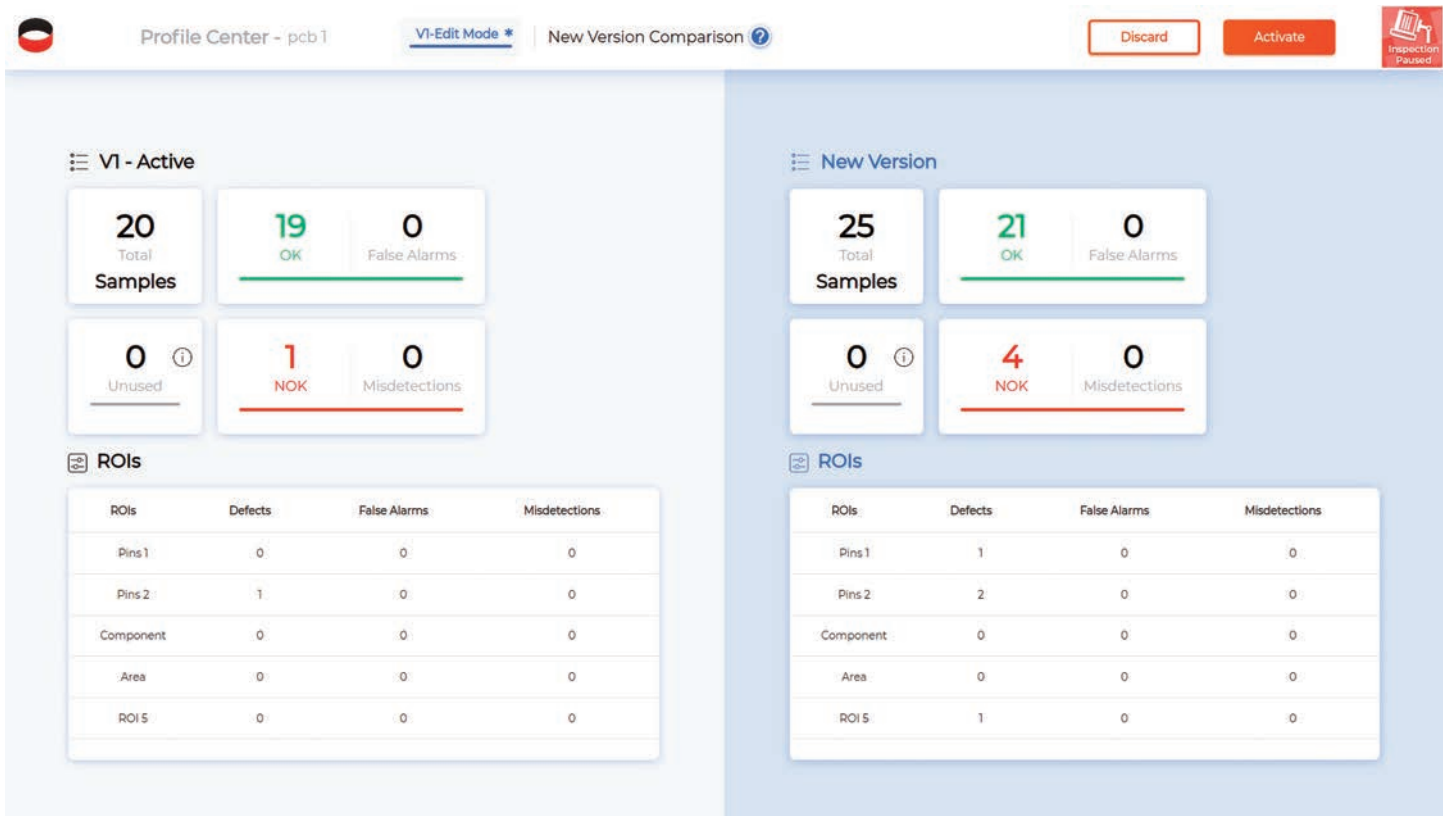 Profile Center - pcb 1 V1-Edit Mode * New Version Comparison ? Discard Activate
Inspection
Paused
V1 - Active
20
Total
Samples
19
OK
0
False Alarms
0
Unused
1
NOK
0
Misdetections
ROIs
ROIs Defects False Alarms Misdetections
Pins 1 0 0 0
Pins 2 1 0 0
Component 0 0 0
Area 0 0 0
ROI 5 0 0 0
New Version
25
Total
Samples
21
OK
0
False Alarms
0
Unused
4
NOK
0
Misdetections
ROIs
ROIs Defects False Alarms Misdetections
Pins 1 1 0 0
Pins 2 2 0 0
Component 0 0 0
Area 0 0 0
ROI 5 1 0 0